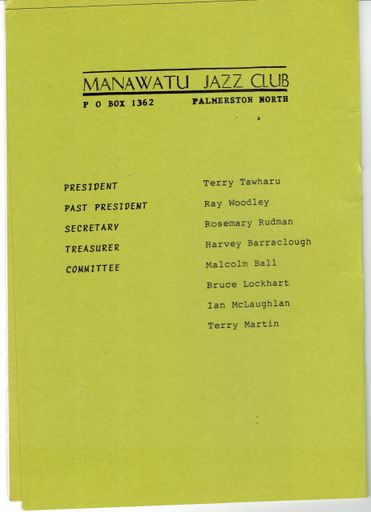 MANAWATU JAZZ CLUB
P O BOX 1362 PALMERSTON NORTH
PRESIDENT Terry Tawharu
PAST PRESIDENT Ray Woodley
SECRETARY Rosemary Rudman
TREASURER Harvey Barraclough
COMMITTEE Malcolm Ball
Bruce Lockhart
Ian McLaughlan
Terry Martin